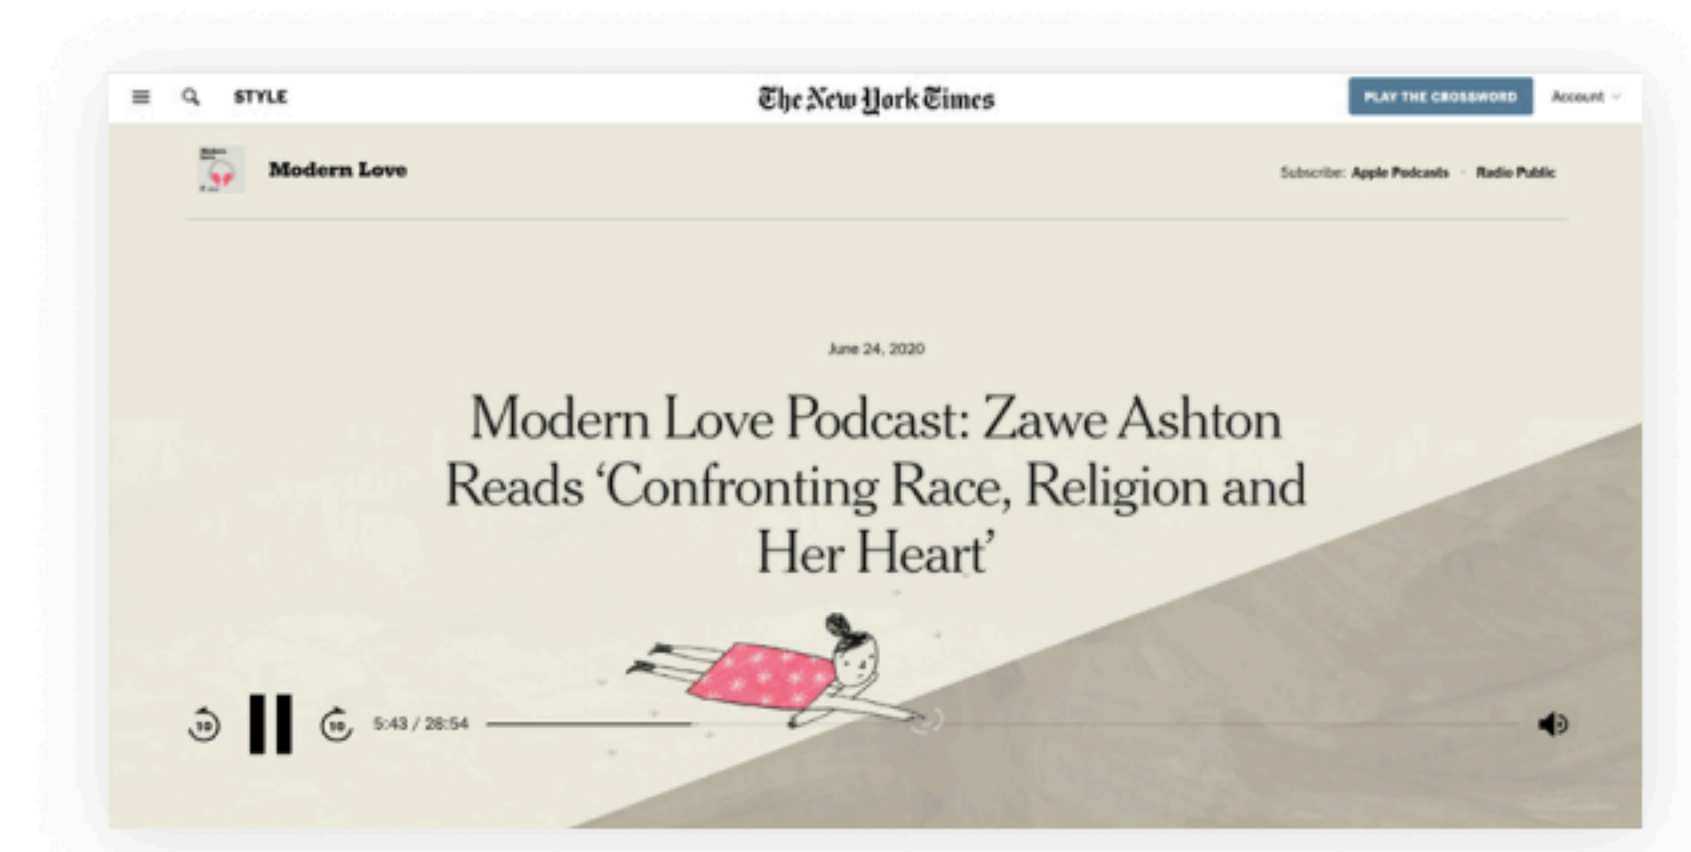 STYLE
The New York Times
PLAY THE CROSSWORD
Account
Modern Love
Subscribe: Apple Podcasts · Radio Public
June 24, 2020
Modern Love Podcast: Zawe Ashton
Reads ‘Confronting Race, Religion and
Her Heart’
10
10
5:43 / 28:54